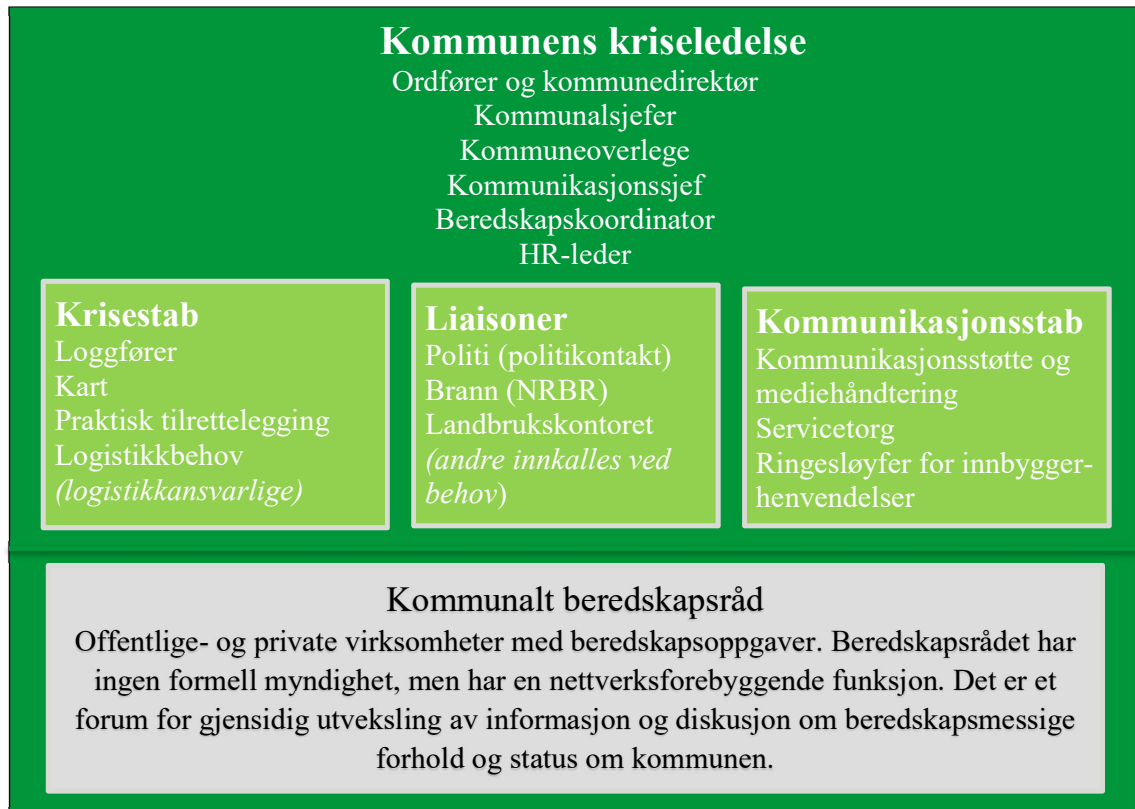 Kommunens kriseledelse
Ordfører og kommunedirektør
Kommunalsjefer
Kommuneoverlege
Kommunikasjonssjef
Beredskapskoordinator
HR-leder
Krisestab
Loggfører
Kart
Praktisk tilrettelegging
Logistikkbehov
(logistikkansvarlige)
Liaisoner
Politi (politikontakt)
Brann (NRBR)
Landbrukskontoret
(andre innkalles ved
behov)
Kommunikasjonsstab
Kommunikasjonsstøtte og
mediehåndtering
Servicetorg
Ringesløyfer for innbygger-
henvendelser
Kommunalt beredskapsråd
Offentlige- og private virksomheter med beredskapsoppgaver. Beredskapsrådet har
ingen formell myndighet, men har en nettverksforebyggende funksjon. Det er et
forum for gjensidig utveksling av informasjon og diskusjon om beredskapsmessige
forhold og status om kommunen.